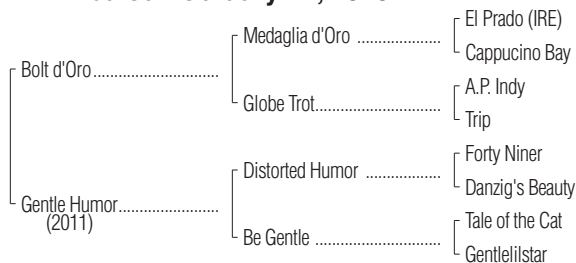 El Prado (IRE)
Medaglia d'Oro
Cappucino Bay
Bolt d'Oro
A.P. Indy
Globe Trot
Trip
Forty Niner
Distorted Humor
Danzig's Beauty
Gentle Humor
(2011)
Tale of the Cat
Be Gentle
Gentlelilstar